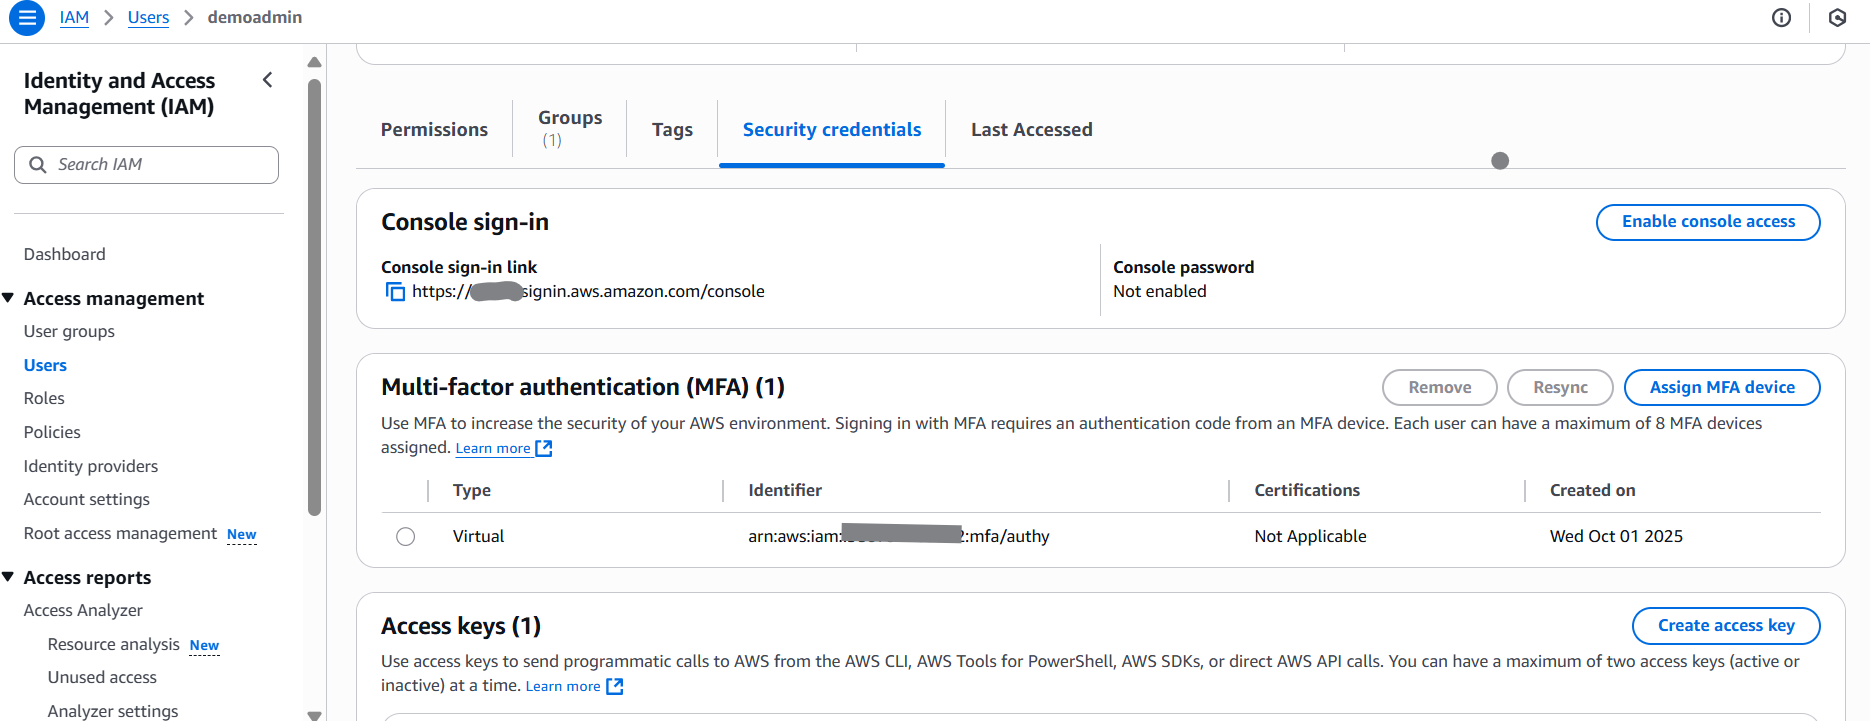 IAM > Users > demoadmin
Identity and Access
Management (IAM)
Search IAM
Dashboard
Access management
User groups
Users
Roles
Policies
Identity providers
Account settings
Root access management New
Access reports
Access Analyzer
Resource analysis New
Unused access
Analyzer settings
Permissions
Groups
(1)
Tags
Security credentials
Last Accessed
Console sign-in
Enable console access
Console sign-in link
https:// signin.aws.amazon.com/console
Console password
Not enabled
Multi-factor authentication (MFA) (1)
Remove
Resync
Assign MFA device
Use MFA to increase the security of your AWS environment. Signing in with MFA requires an authentication code from an MFA device. Each user can have a maximum of 8 MFA devices
assigned. Learn more
Type Identifier Certifications Created on
Virtual arn:aws:iam: :mfa/authy Not Applicable Wed Oct 01 2025
Access keys (1)
Create access key
Use access keys to send programmatic calls to AWS from the AWS CLI, AWS Tools for PowerShell, AWS SDKs, or direct AWS API calls. You can have a maximum of two access keys (active or
inactive) at a time. Learn more